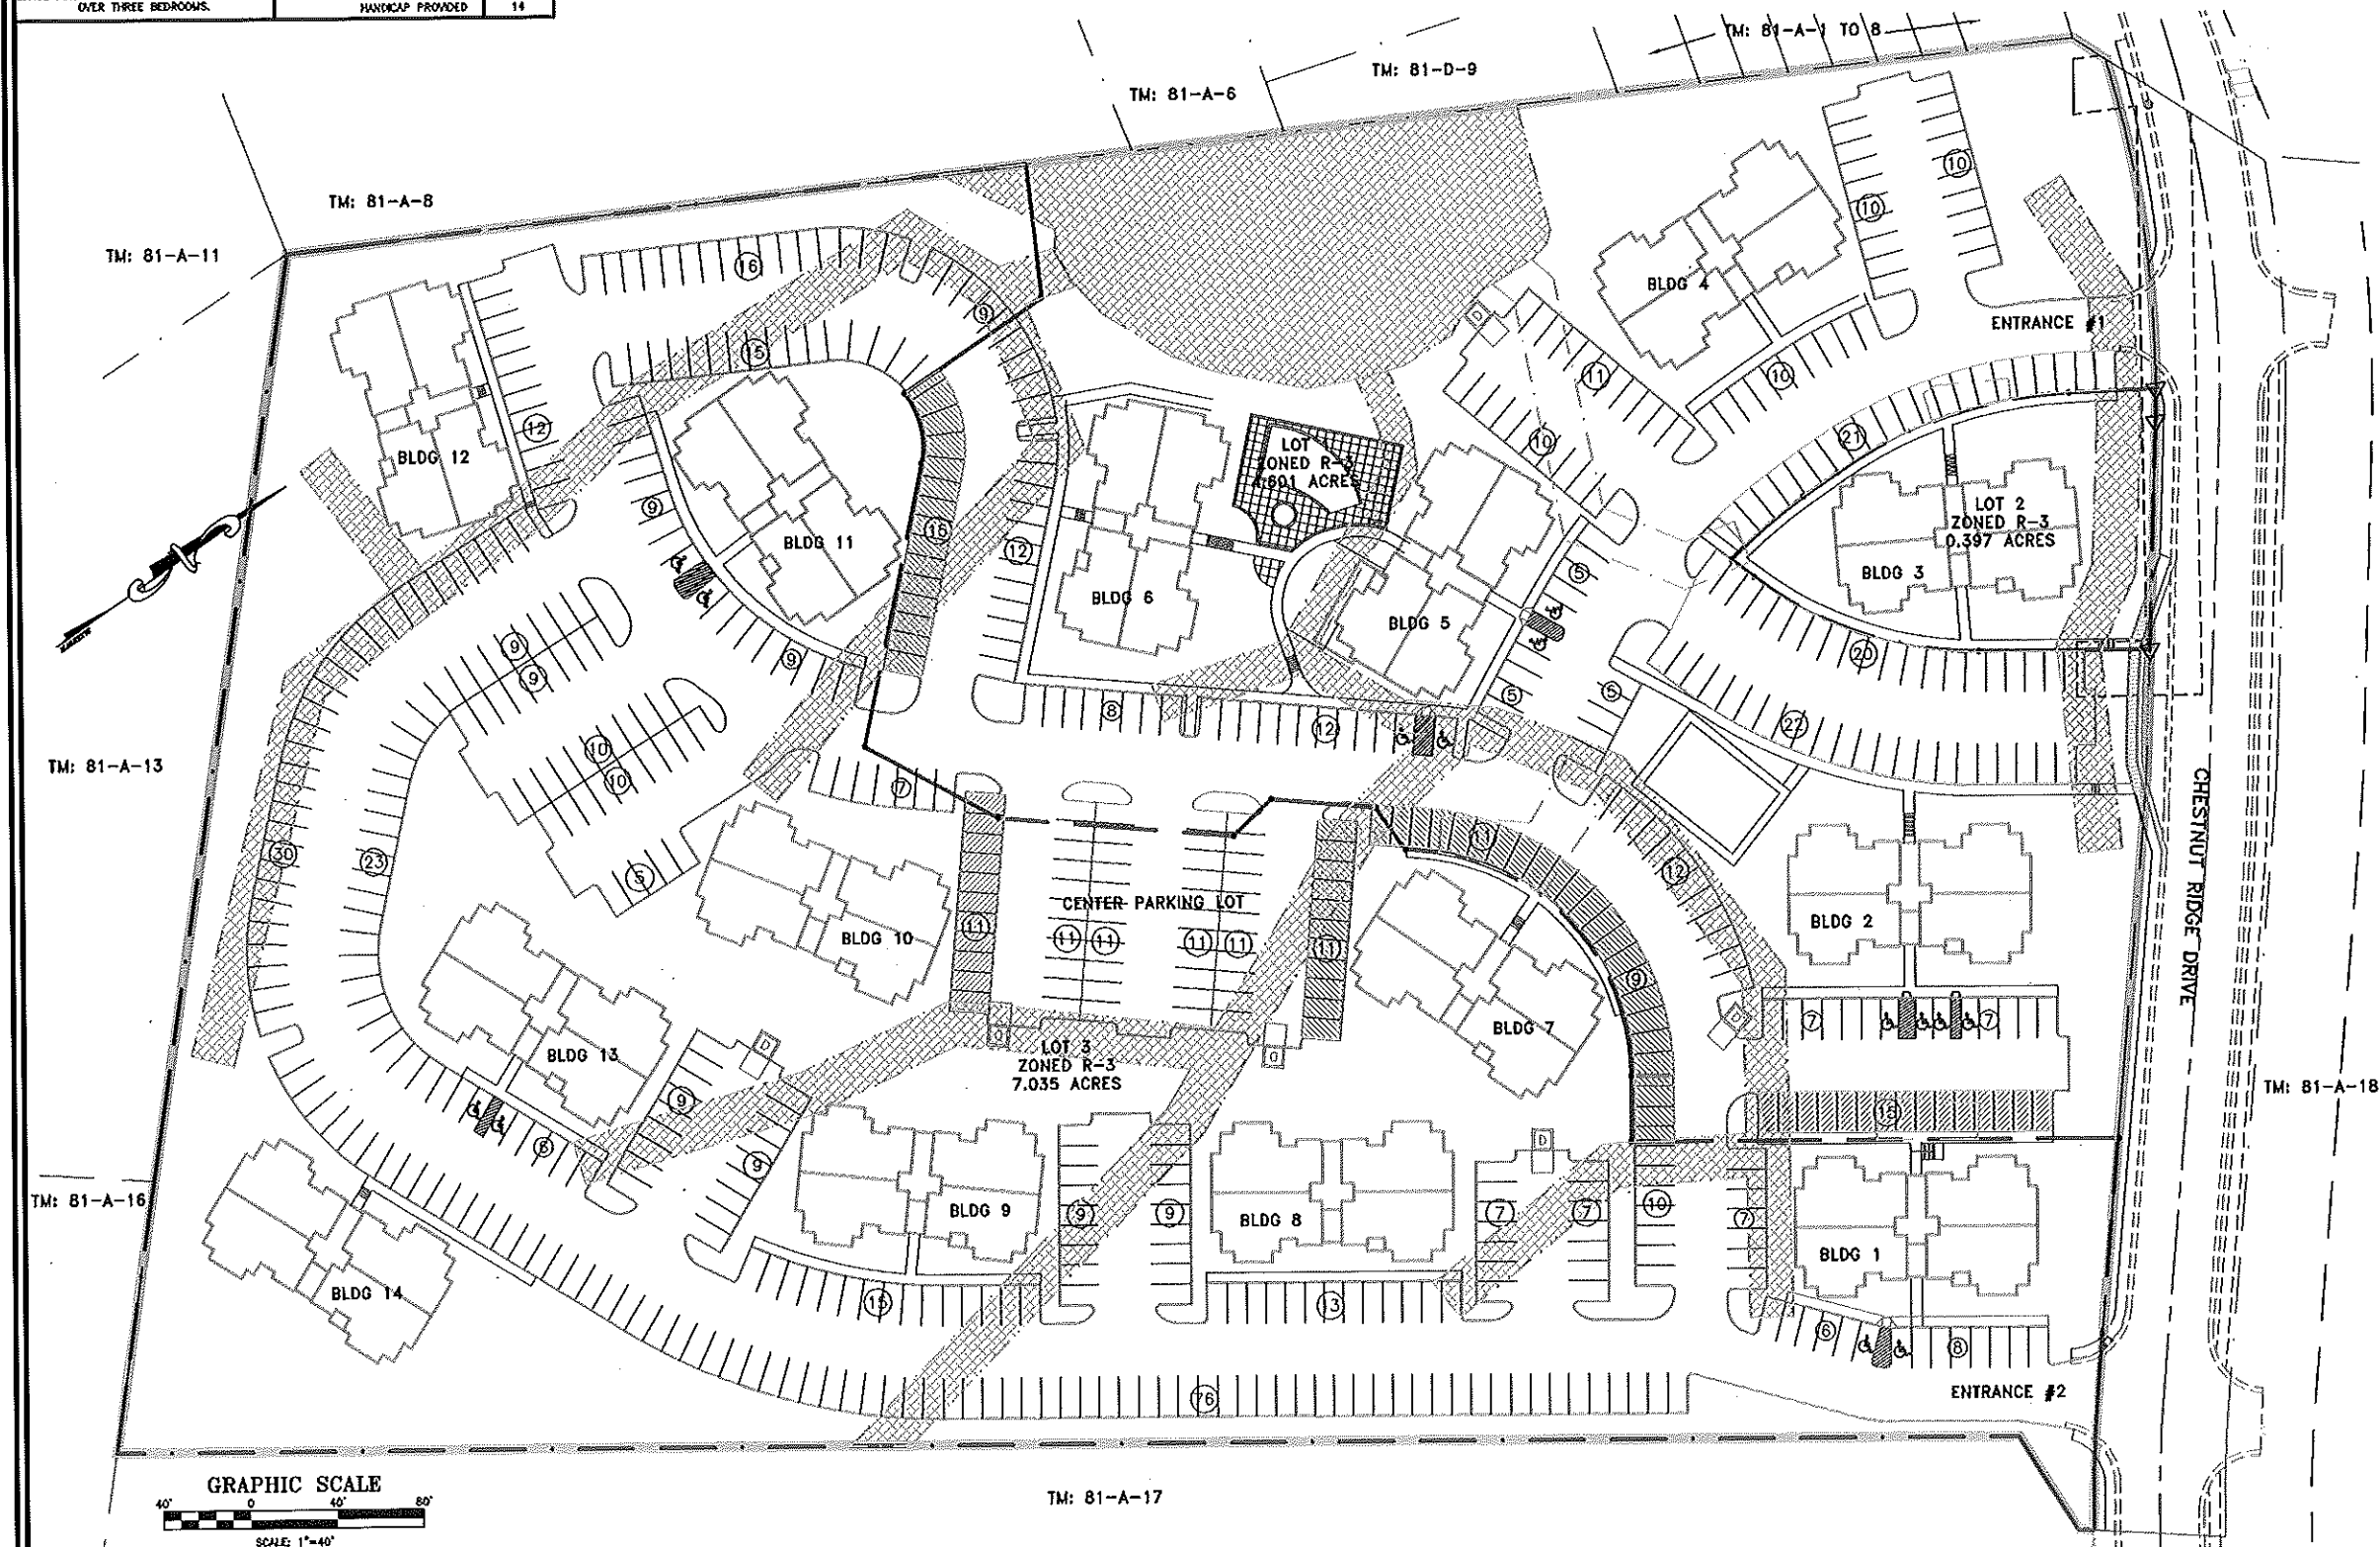 OVER THREE BEDROOMS.
HANDICAP PROVIDED
14
TM: 81-A-1 TO 8
TM: 81-D-9
TM: 81-A-6
TM: 81-A-8
TM: 81-A-11
10
10
BLDG 4
16
9
ENTRANCE #1
15
11
10
12
BLDG 12
LOT
ZONED R-3
ACRES
10
21
9
16
12
BLDG 11
LOT 2
ZONED R-3
0.397 ACRES
BLDG 3
5
BLDG 6
BLDG 5
9
9
9
20
5
5
8
12
22
10
10
7
TM: 81-A-13
CHESTNUT RIDGE DRIVE
30
23
5
11
12
CENTER PARKING LOT
BLDG 2
BLDG 10
11
11
11
11
11
11
9
BLDG 7
7
7
D
D
BLDG 13
LOT 3
ZONED R-3
7.035 ACRES
TM: 81-A-18
9
15
6
9
D
TM: 81-A-16
BLDG 9
9
9
BLDG 8
7
7
10
7
BLDG 1
BLDG 14
15
13
6
8
76
ENTRANCE #2
GRAPHIC SCALE
40' 0 40' 80'
SCALE: 1"=40'
TM: 81-A-17